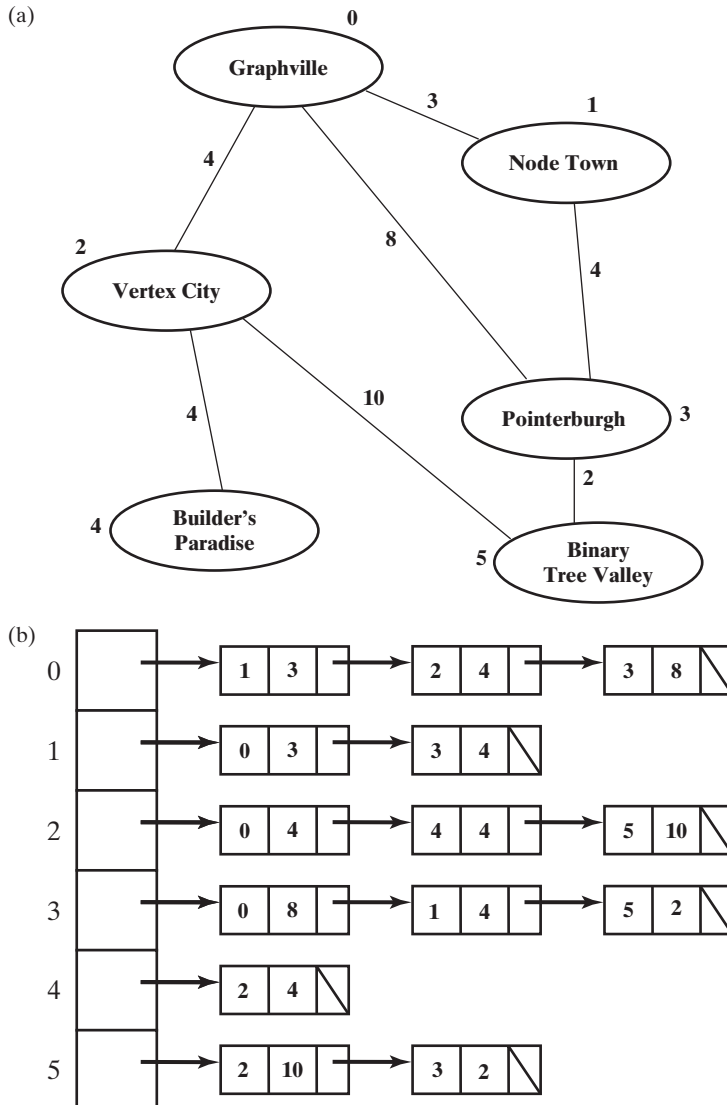 (a)
0
Graphville
3
1
Node Town
4
2
8
4
Vertex City
10
4
Pointerburgh
3
2
4
Builder's
Paradise
5
Binary
Tree Valley
(b)
0 1 3 2 4 3 8
1 0 3 3 4
2 0 4 4 4 5 10
3 0 8 1 4 5 2
4 2 4
5 2 10 3 2